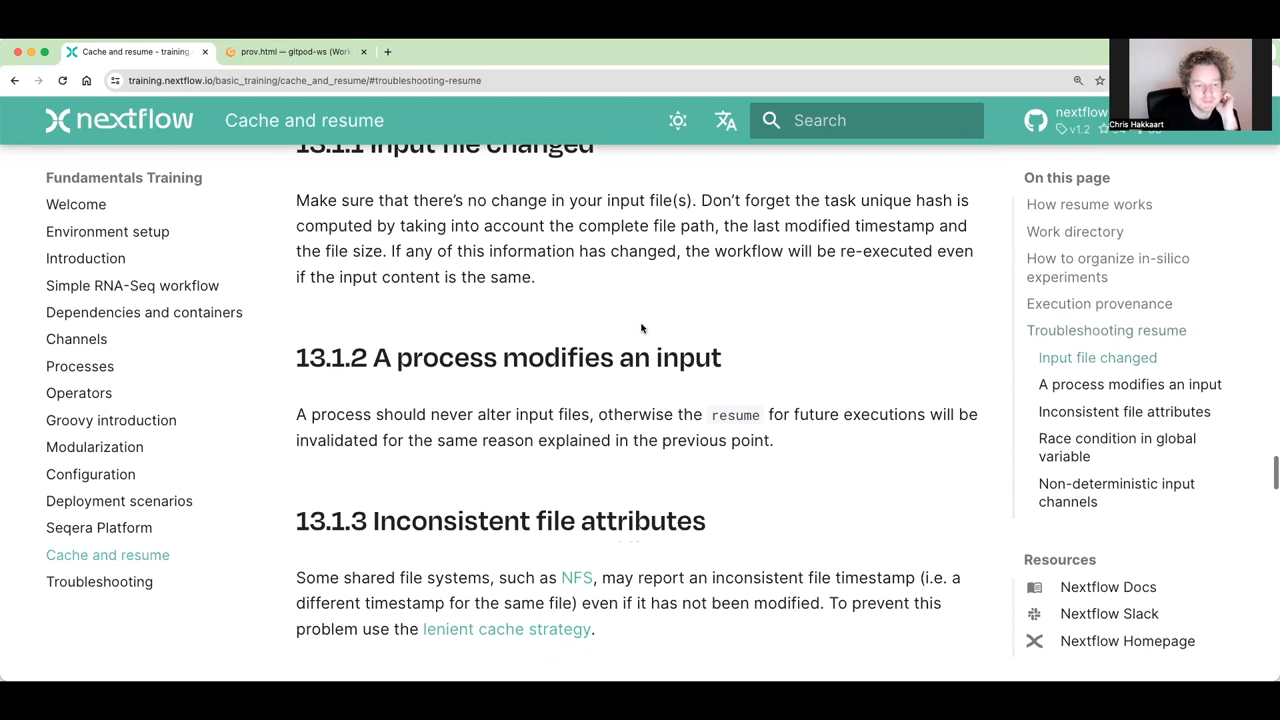 Cache and resume - training.
prov.html — gitpod-ws (Work
training.nextflow.io/basic_training/cache_and_resume/#troubleshooting-resume
Chris Hakkaart
nextflow
Cache and resume
Search
nextflow
v1.2
13.1.1 Input file changed
Fundamentals Training
Welcome
Environment setup
Introduction
Simple RNA-Seq workflow
Dependencies and containers
Channels
Processes
Operators
Groovy introduction
Modularization
Configuration
Deployment scenarios
Seqera Platform
Cache and resume
Troubleshooting
Make sure that there’s no change in your input file(s). Don’t forget the task unique hash is
computed by taking into account the complete file path, the last modified timestamp and
the file size. If any of this information has changed, the workflow will be re-executed even
if the input content is the same.
13.1.2 A process modifies an input
A process should never alter input files, otherwise the resume for future executions will be
invalidated for the same reason explained in the previous point.
13.1.3 Inconsistent file attributes
Some shared file systems, such as NFS, may report an inconsistent file timestamp (i.e. a
different timestamp for the same file) even if it has not been modified. To prevent this
problem use the lenient cache strategy.
On this page
How resume works
Work directory
How to organize in-silico
experiments
Execution provenance
Troubleshooting resume
Input file changed
A process modifies an input
Inconsistent file attributes
Race condition in global
variable
Non-deterministic input
channels
Resources
Nextflow Docs
Nextflow Slack
Nextflow Homepage